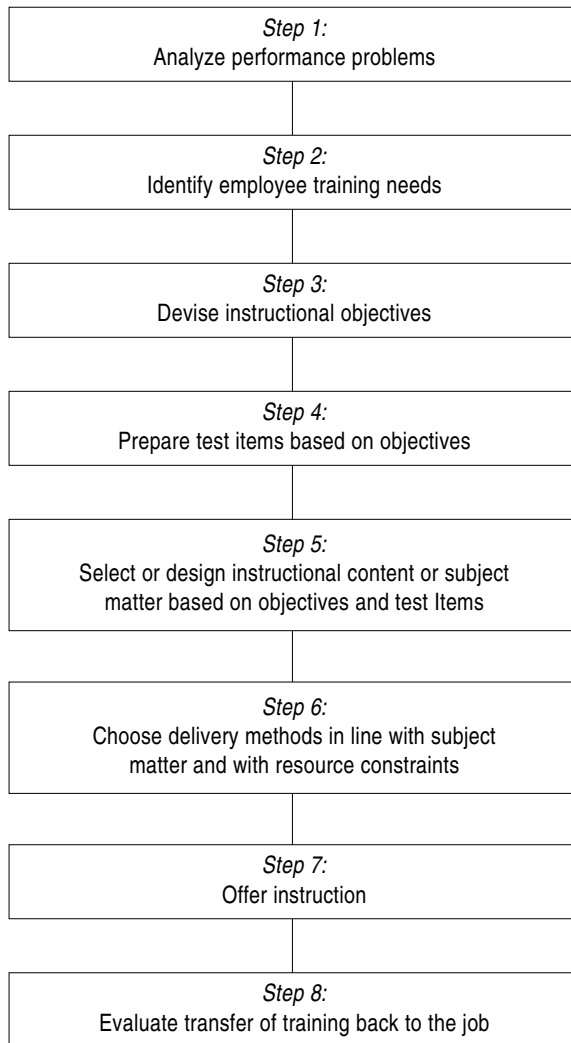 Step 1:
Analyze performance problems
Step 2:
Identify employee training needs
Step 3:
Devise instructional objectives
Step 4:
Prepare test items based on objectives
Step 5:
Select or design instructional content or subject
matter based on objectives and test Items
Step 6:
Choose delivery methods in line with subject
matter and with resource constraints
Step 7:
Offer instruction
Step 8:
Evaluate transfer of training back to the job